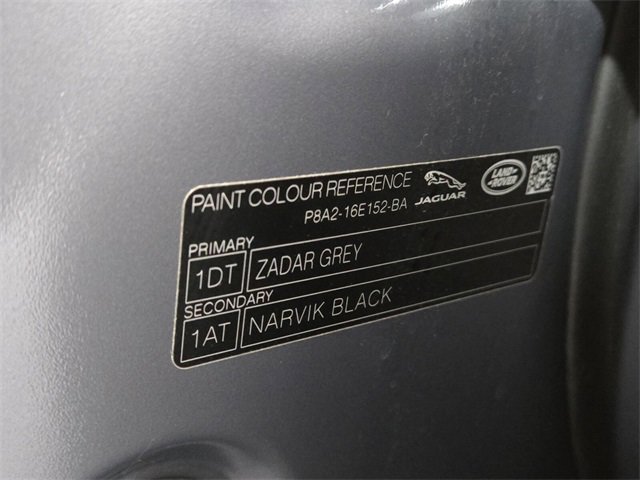 PAINT COLOUR REFERENCE
P8A2-16E152-BA
JAGUAR
LAND ROVER
PRIMARY
1DT ZADAR GREY
SECONDARY
1AT NARVIK BLACK